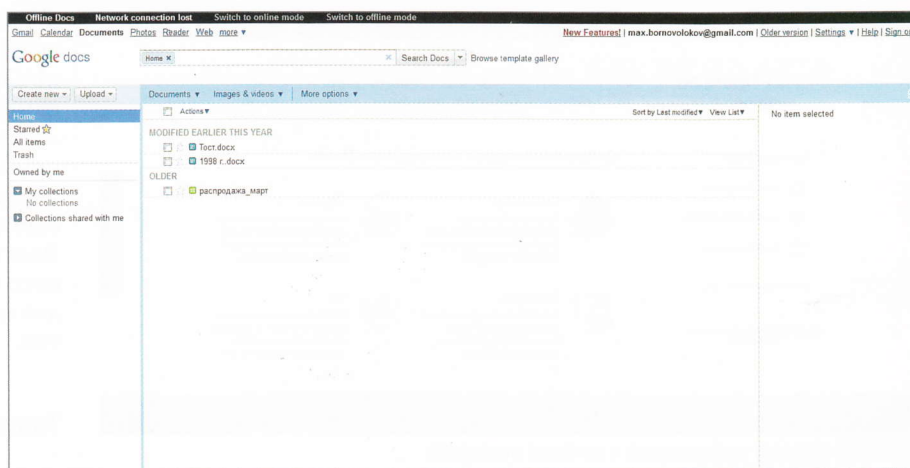 Offline Docs Network connection lost Switch to online mode Switch to offline mode
Gmail Calendar Documents Photos Reader Web more ▼ New Features! | max.bornovolokov@gmail.com | Older version | Settings ▼ | Help | Sign o
Google docs Home × × Search Docs ▼ Browse template gallery
Create new ▼ Upload ▼ Documents ▼ Images & videos ▼ More options ▼
Home Actions▼ Sort by Last modified▼ View List▼ No item selected
Starred
All items
Trash
Owned by me
My collections
No collections
Collections shared with me
MODIFIED EARLIER THIS YEAR
Тост.docx
1998 г..docx
OLDER
распродажа_март